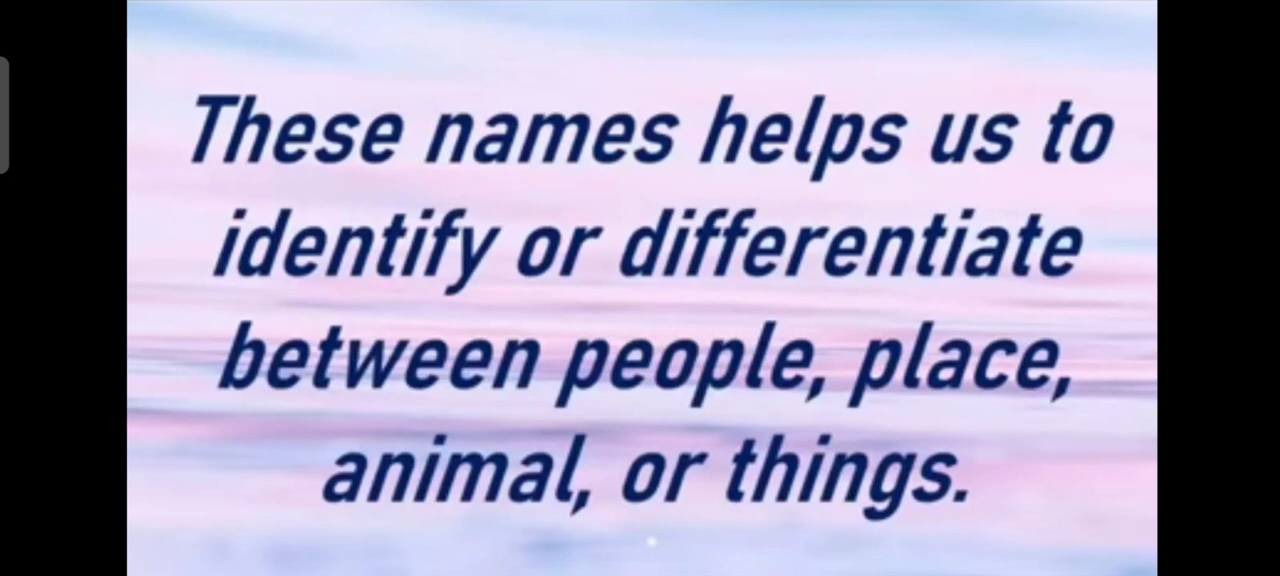 These names helps us to
identify or differentiate
between people, place,
animal, or things.